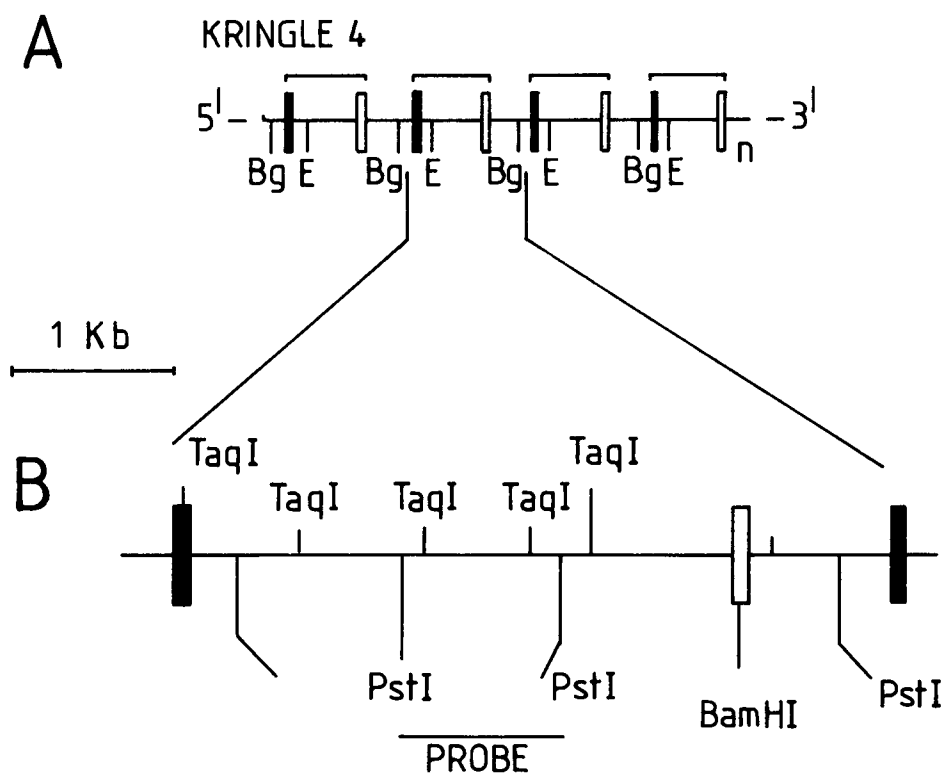 A
KRINGLE 4
5' – – 3'
n
Bg E Bg E Bg E Bg E
1 Kb
B
TaqI TaqI
TaqI TaqI TaqI
PstI PstI PstI
BamHI
PROBE